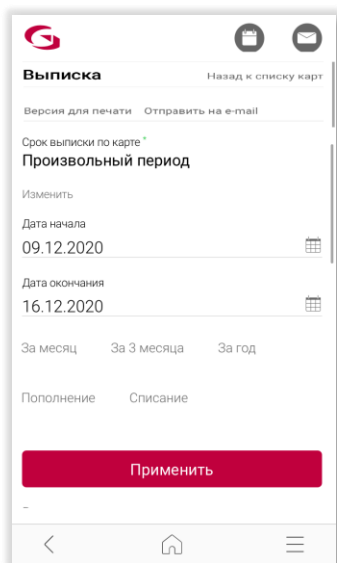 Выписка
Назад к списку карт
Версия для печати Отправить на e-mail
Срок выписки по карте *
Произвольный период
Изменить
Дата начала
09.12.2020
Дата окончания
16.12.2020
За месяц За 3 месяца За год
Пополнение Списание
Применить